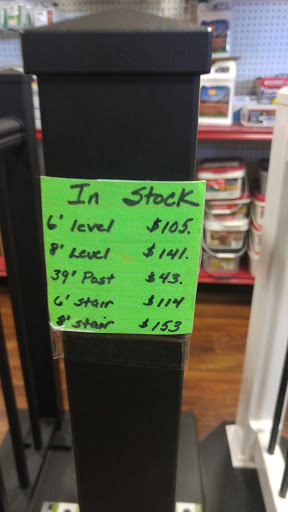 In Stock
6' level $105.
8' Level $141.
39' Post $43.
6' stair $114
8' stair $153